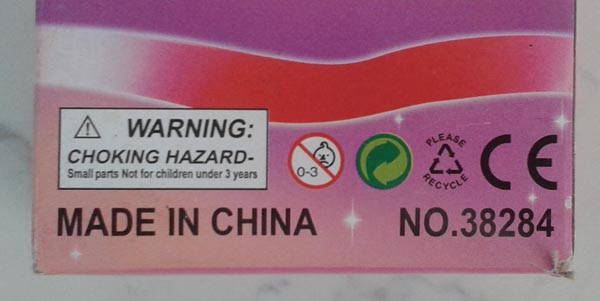 WARNING:
CHOKING HAZARD-
Small parts Not for children under 3 years
0-3
PLEASE
RECYCLE
CE
MADE IN CHINA
NO.38284